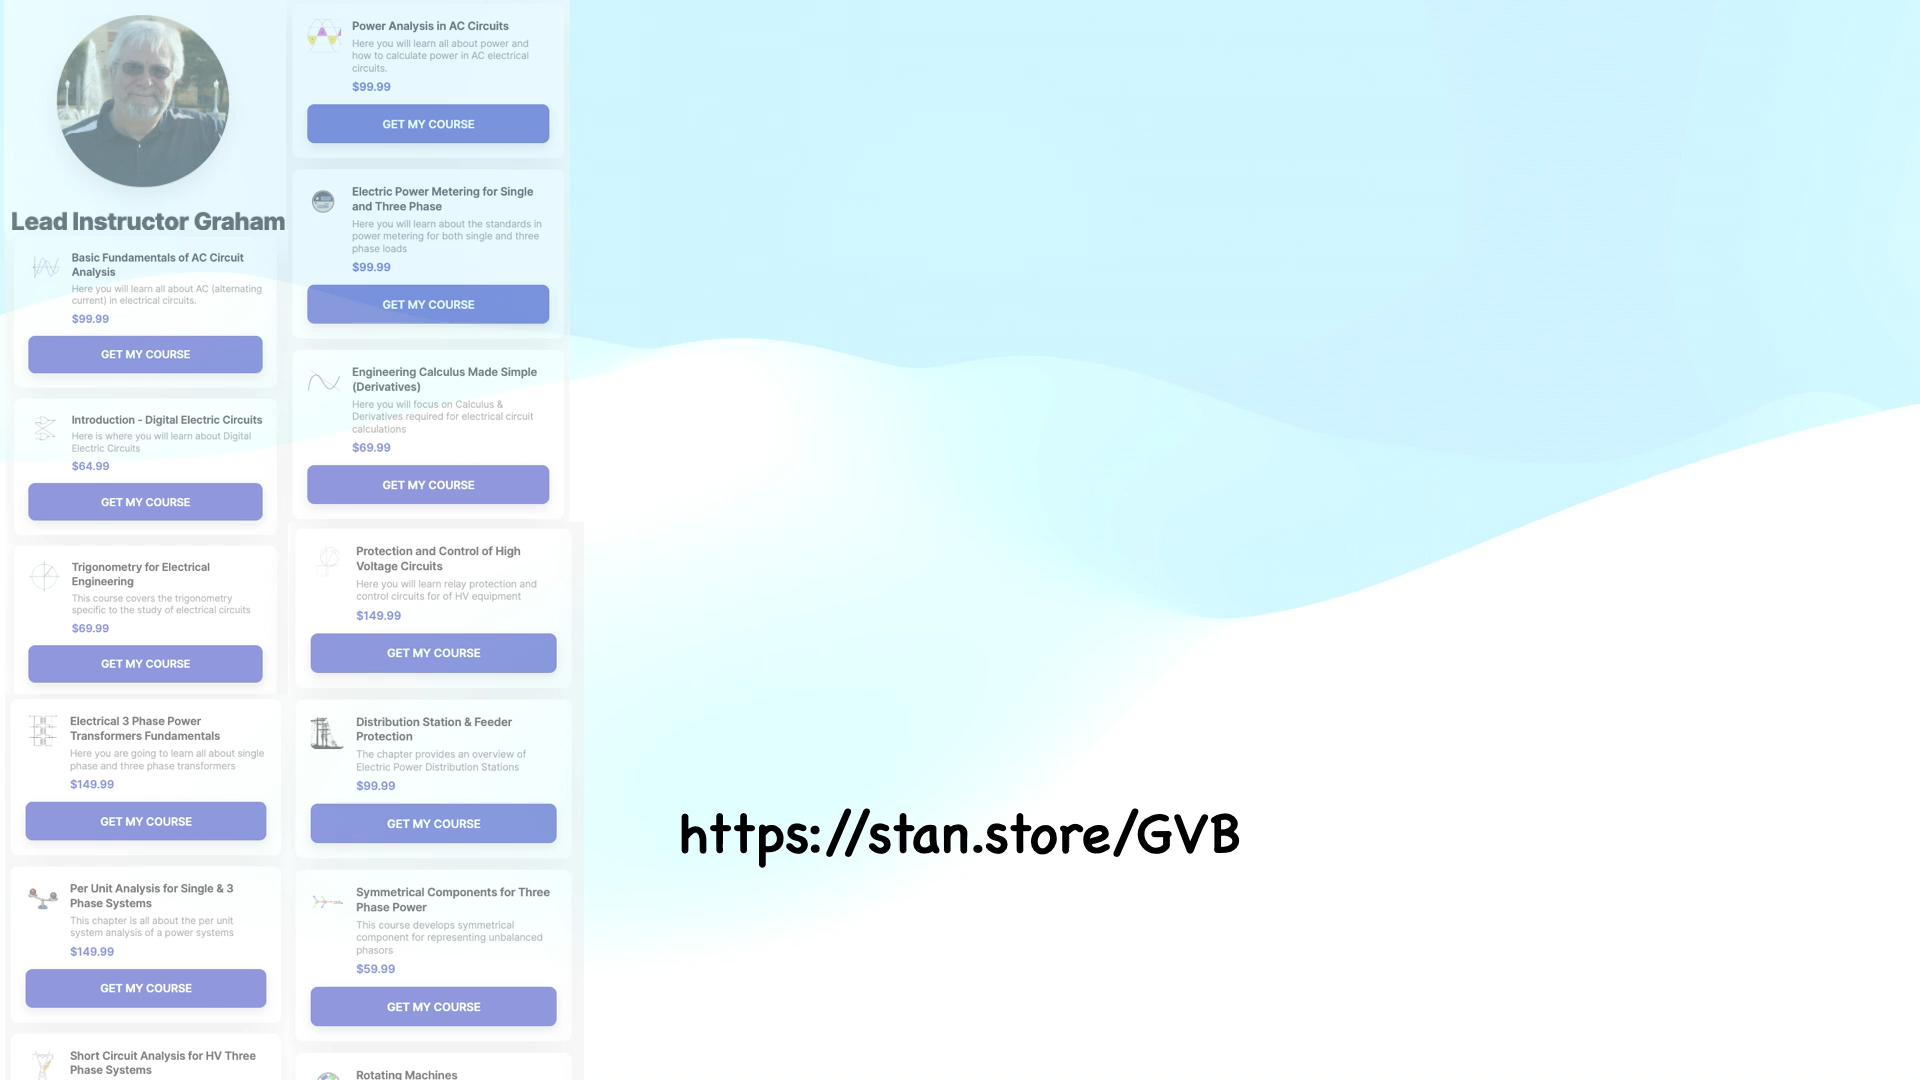 Lead Instructor Graham
Basic Fundamentals of AC Circuit
Analysis
Here you will learn all about AC (alternating
current) in electrical circuits.
$99.99
GET MY COURSE
Introduction - Digital Electric Circuits
Here is where you will learn about Digital
Electric Circuits
$64.99
GET MY COURSE
Trigonometry for Electrical
Engineering
This course covers the trigonometry
specific to the study of electrical circuits
$69.99
GET MY COURSE
Electrical 3 Phase Power
Transformers Fundamentals
Here you are going to learn all about single
phase and three phase transformers
$149.99
GET MY COURSE
Per Unit Analysis for Single & 3
Phase Systems
This chapter is all about the per unit
system analysis of a power systems
$149.99
GET MY COURSE
Short Circuit Analysis for HV Three
Phase Systems
Power Analysis in AC Circuits
Here you will learn all about power and
how to calculate power in AC electrical
circuits.
$99.99
GET MY COURSE
Electric Power Metering for Single
and Three Phase
Here you will learn about the standards in
power metering for both single and three
phase loads
$99.99
GET MY COURSE
Engineering Calculus Made Simple
(Derivatives)
Here you will focus on Calculus &
Derivatives required for electrical circuit
calculations
$69.99
GET MY COURSE
Protection and Control of High
Voltage Circuits
Here you will learn relay protection and
control circuits for of HV equipment
$149.99
GET MY COURSE
Distribution Station & Feeder
Protection
The chapter provides an overview of
Electric Power Distribution Stations
$99.99
GET MY COURSE
Symmetrical Components for Three
Phase Power
This course develops symmetrical
component for representing unbalanced
phasors
$59.99
GET MY COURSE
Rotating Machines
https://stan.store/GVB